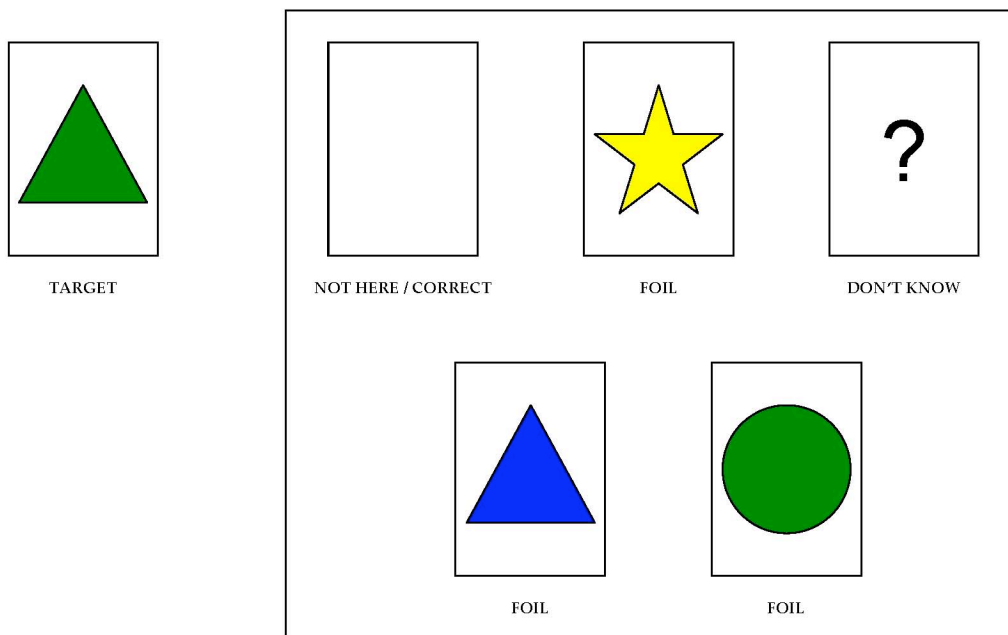 ?
TARGET
NOT HERE / CORRECT
FOIL
DON'T KNOW
FOIL
FOIL